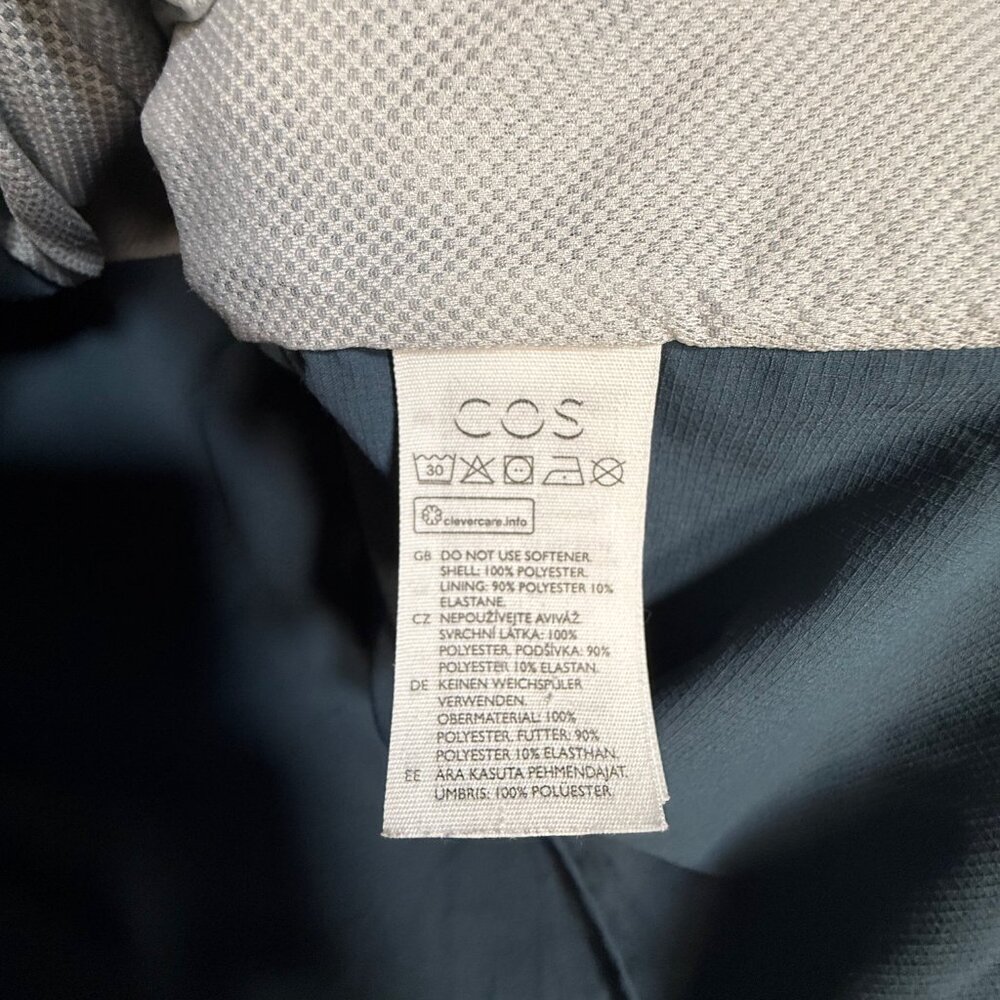 COS
30
clevercare.info
GB DO NOT USE SOFTENER.
SHELL: 100% POLYESTER.
LINING: 90% POLYESTER 10%
ELASTANE.
CZ NEPOUŽÍVEJTE AVIVÁŽ.
SVRCHNÍ LÁTKA: 100%
POLYESTER, PODŠÍVKA: 90%
POLYESTER 10% ELASTAN.
DE KEINEN WEICHSPÜLER
VERWENDEN.
OBERMATERIAL: 100%
POLYESTER. FUTTER: 90%
POLYESTER 10% ELASTHAN.
EE ÄRA KASUTA PEHMENDAJAT.
ÜMBRIS: 100% POLÜESTER.